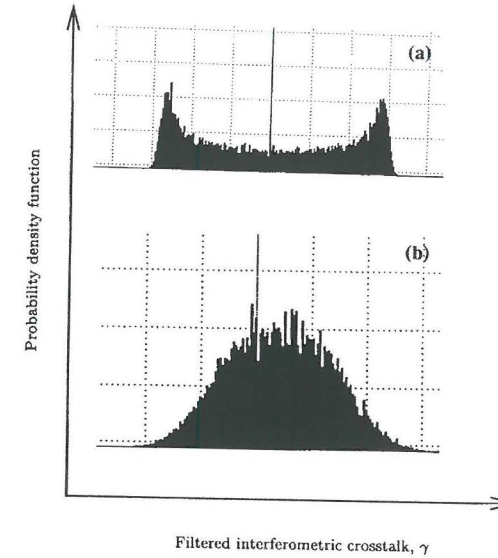 (a)
(b)
Probability density function
Filtered interferometric crosstalk, γ